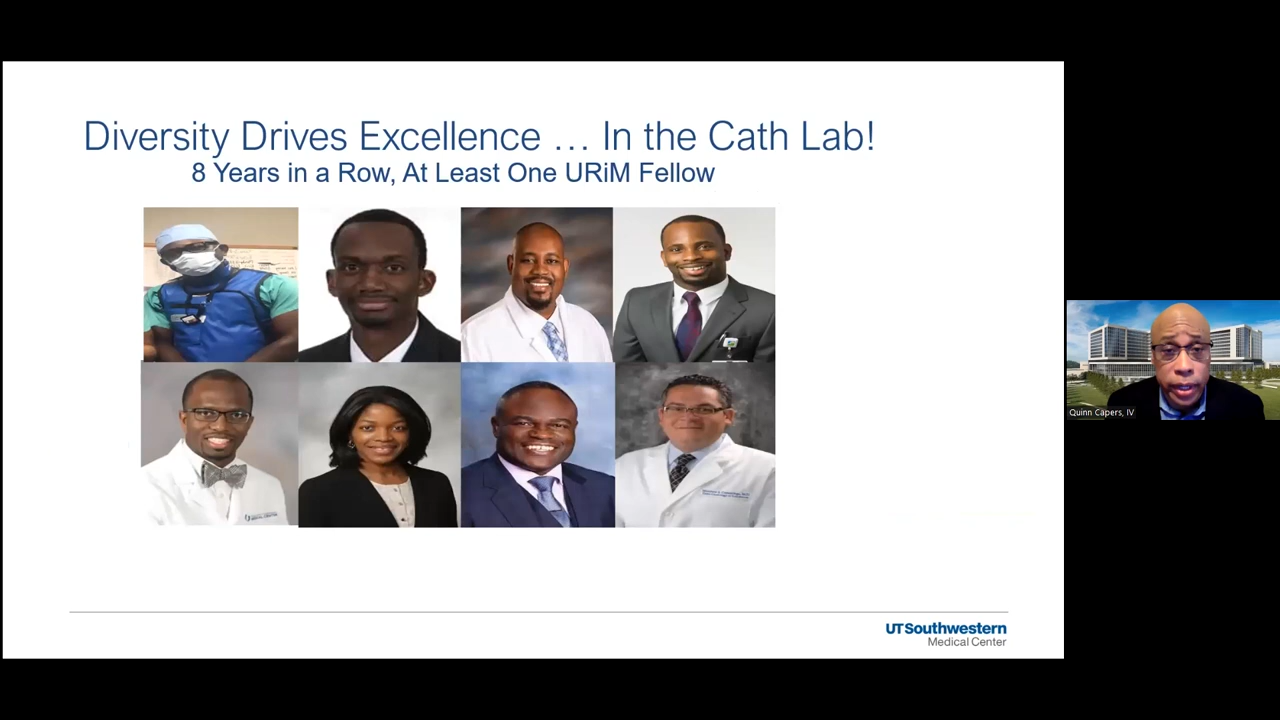 Diversity Drives Excellence … In the Cath Lab!
8 Years in a Row, At Least One URiM Fellow
Quinn Capers, IV
UTSouthwestern
Medical Center